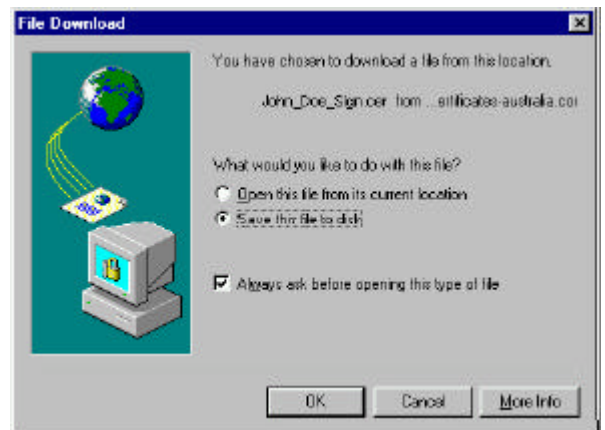 File Download
You have chosen to download a file from this location.
John_Doe_Sign.cer from ...ertificates-australia.com
What would you like to do with this file?
Open this file from its current location
Save this file to disk
Always ask before opening this type of file
OK
Cancel
More Info